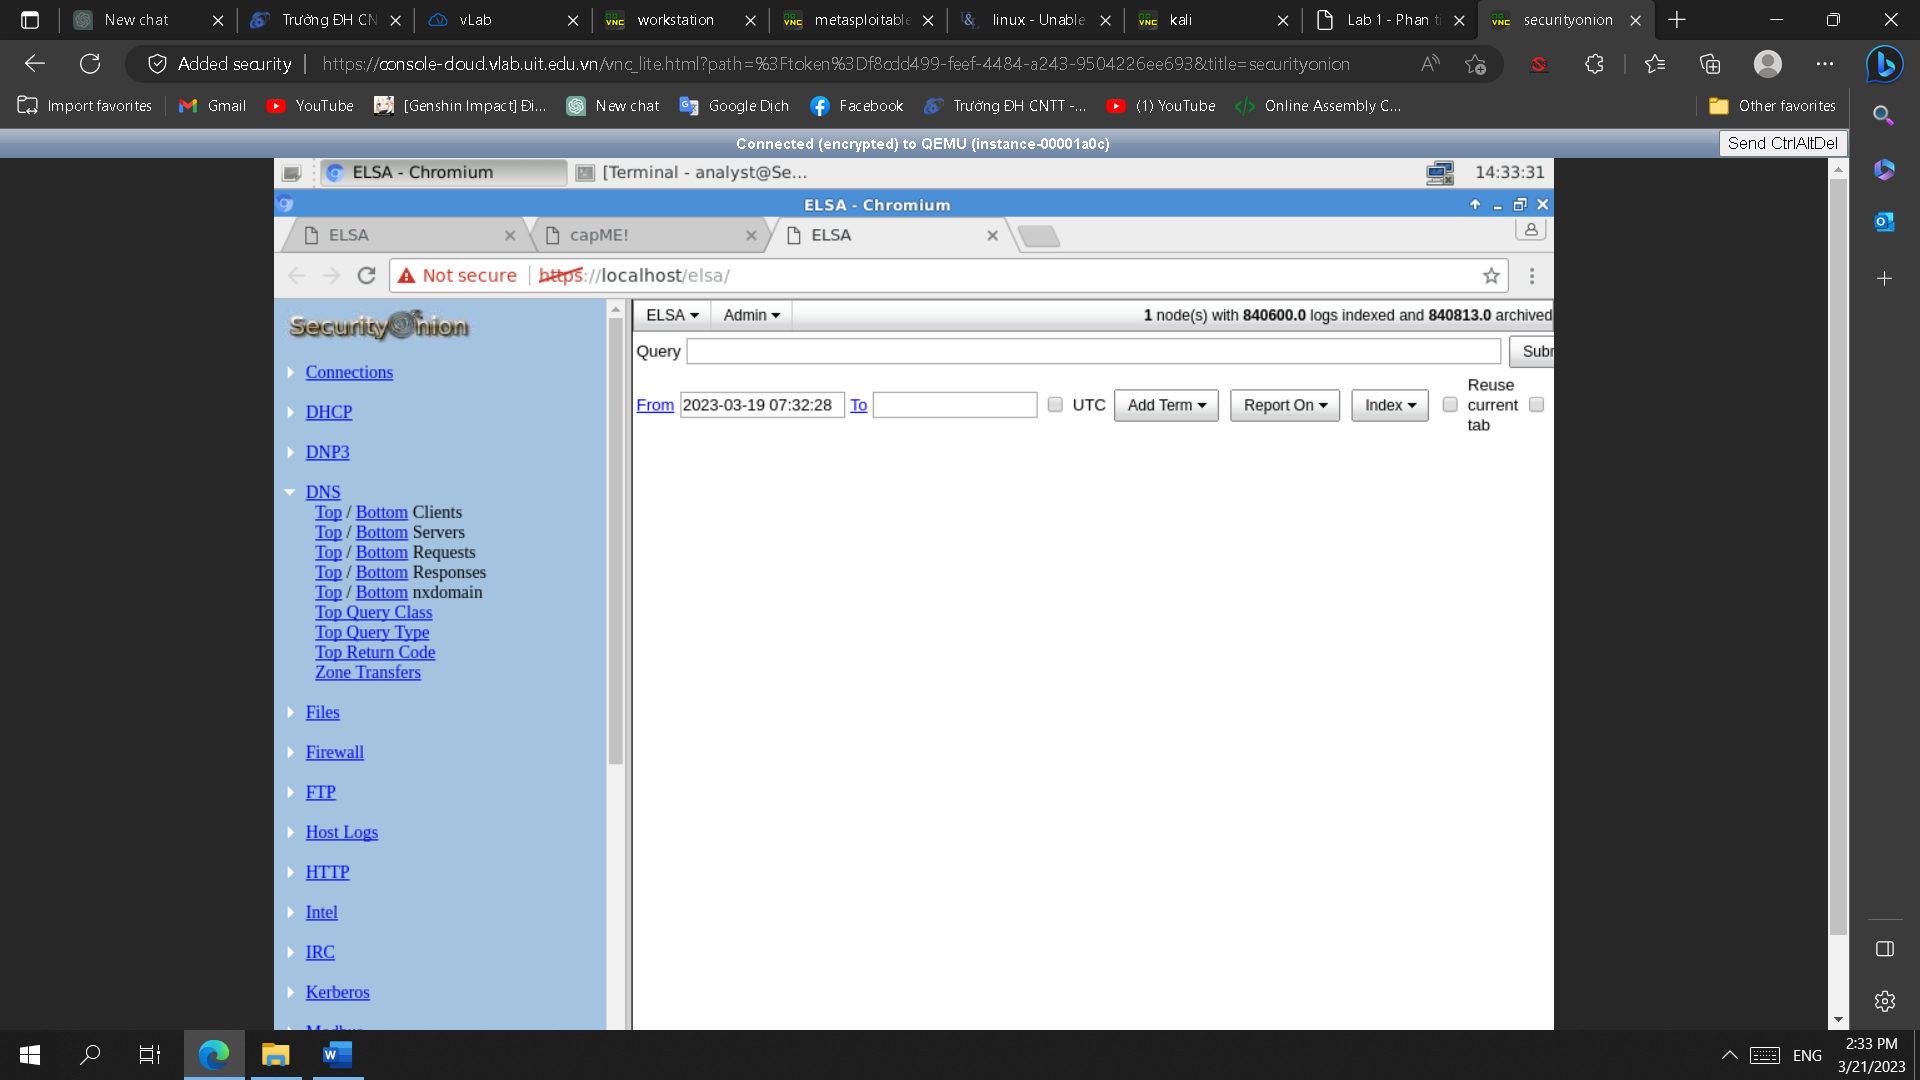 New chat
Trường ĐH CN
vLab
workstation
metasploitable
linux - Unable
kali
Lab 1 - Phan t
securityonion
Added security
https://console-cloud.vlab.uit.edu.vn/vnc_lite.html?path=%3Ftoken%3Df8cdd499-feef-4484-a243-9504226ee693&title=securityonion
Import favorites
Gmail
YouTube
[Genshin Impact] Đi...
New chat
Google Dịch
Facebook
Trường ĐH CNTT -...
(1) YouTube
Online Assembly C...
Other favorites
Connected (encrypted) to QEMU (instance-00001a0c)
Send CtrlAltDel
ELSA - Chromium
[Terminal - analyst@Se...
14:33:31
ELSA - Chromium
ELSA
capME!
ELSA
Not secure
https://localhost/elsa/
Security Onion
ELSA
Admin
1 node(s) with 840600.0 logs indexed and 840813.0 archived
Query
Subm
From
2023-03-19 07:32:28
To
UTC
Add Term
Report On
Index
Reuse
current
tab
Connections
DHCP
DNP3
DNS
Top / Bottom Clients
Top / Bottom Servers
Top / Bottom Requests
Top / Bottom Responses
Top / Bottom nxdomain
Top Query Class
Top Query Type
Top Return Code
Zone Transfers
Files
Firewall
FTP
Host Logs
HTTP
Intel
IRC
Kerberos
Modbus
ENG
2:33 PM
3/21/2023